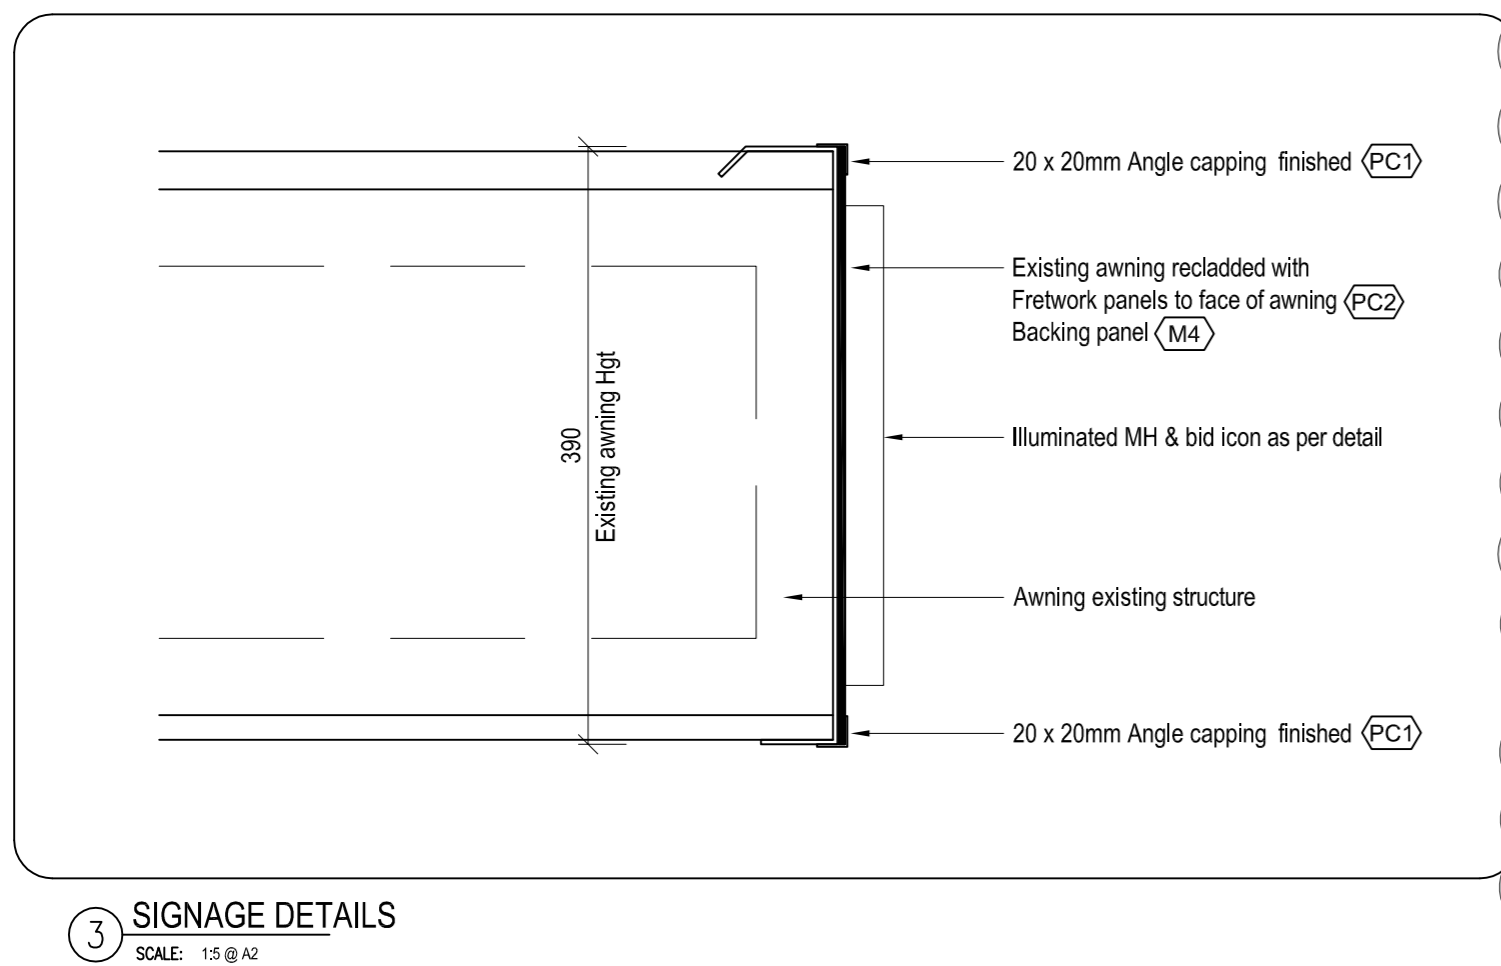 20 x 20mm Angle capping finished PC1
Existing awning recladded with
Fretwork panels to face of awning PC2
Backing panel M4
390
Existing awning Hgt
Illuminated MH & bid icon as per detail
Awning existing structure
20 x 20mm Angle capping finished PC1
3 SIGNAGE DETAILS
SCALE: 1:5 @ A2